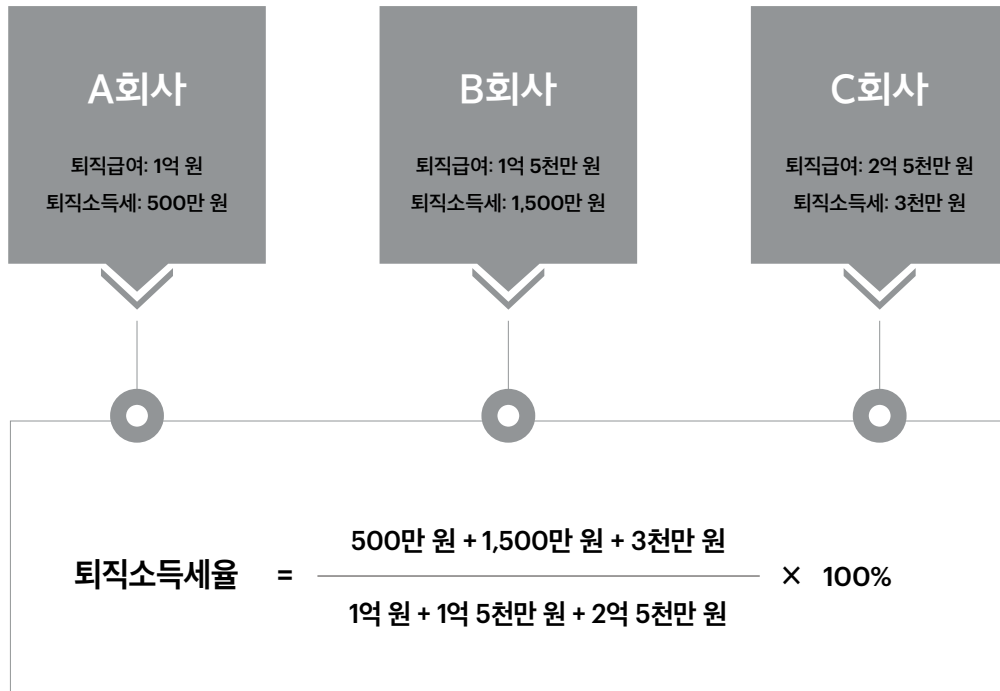 A회사
퇴직급여: 1억 원
퇴직소득세: 500만 원
B회사
퇴직급여: 1억 5천만 원
퇴직소득세: 1,500만 원
C회사
퇴직급여: 2억 5천만 원
퇴직소득세: 3천만 원
퇴직소득세율 =
500만 원 + 1,500만 원 + 3천만 원
1억 원 + 1억 5천만 원 + 2억 5천만 원
× 100%